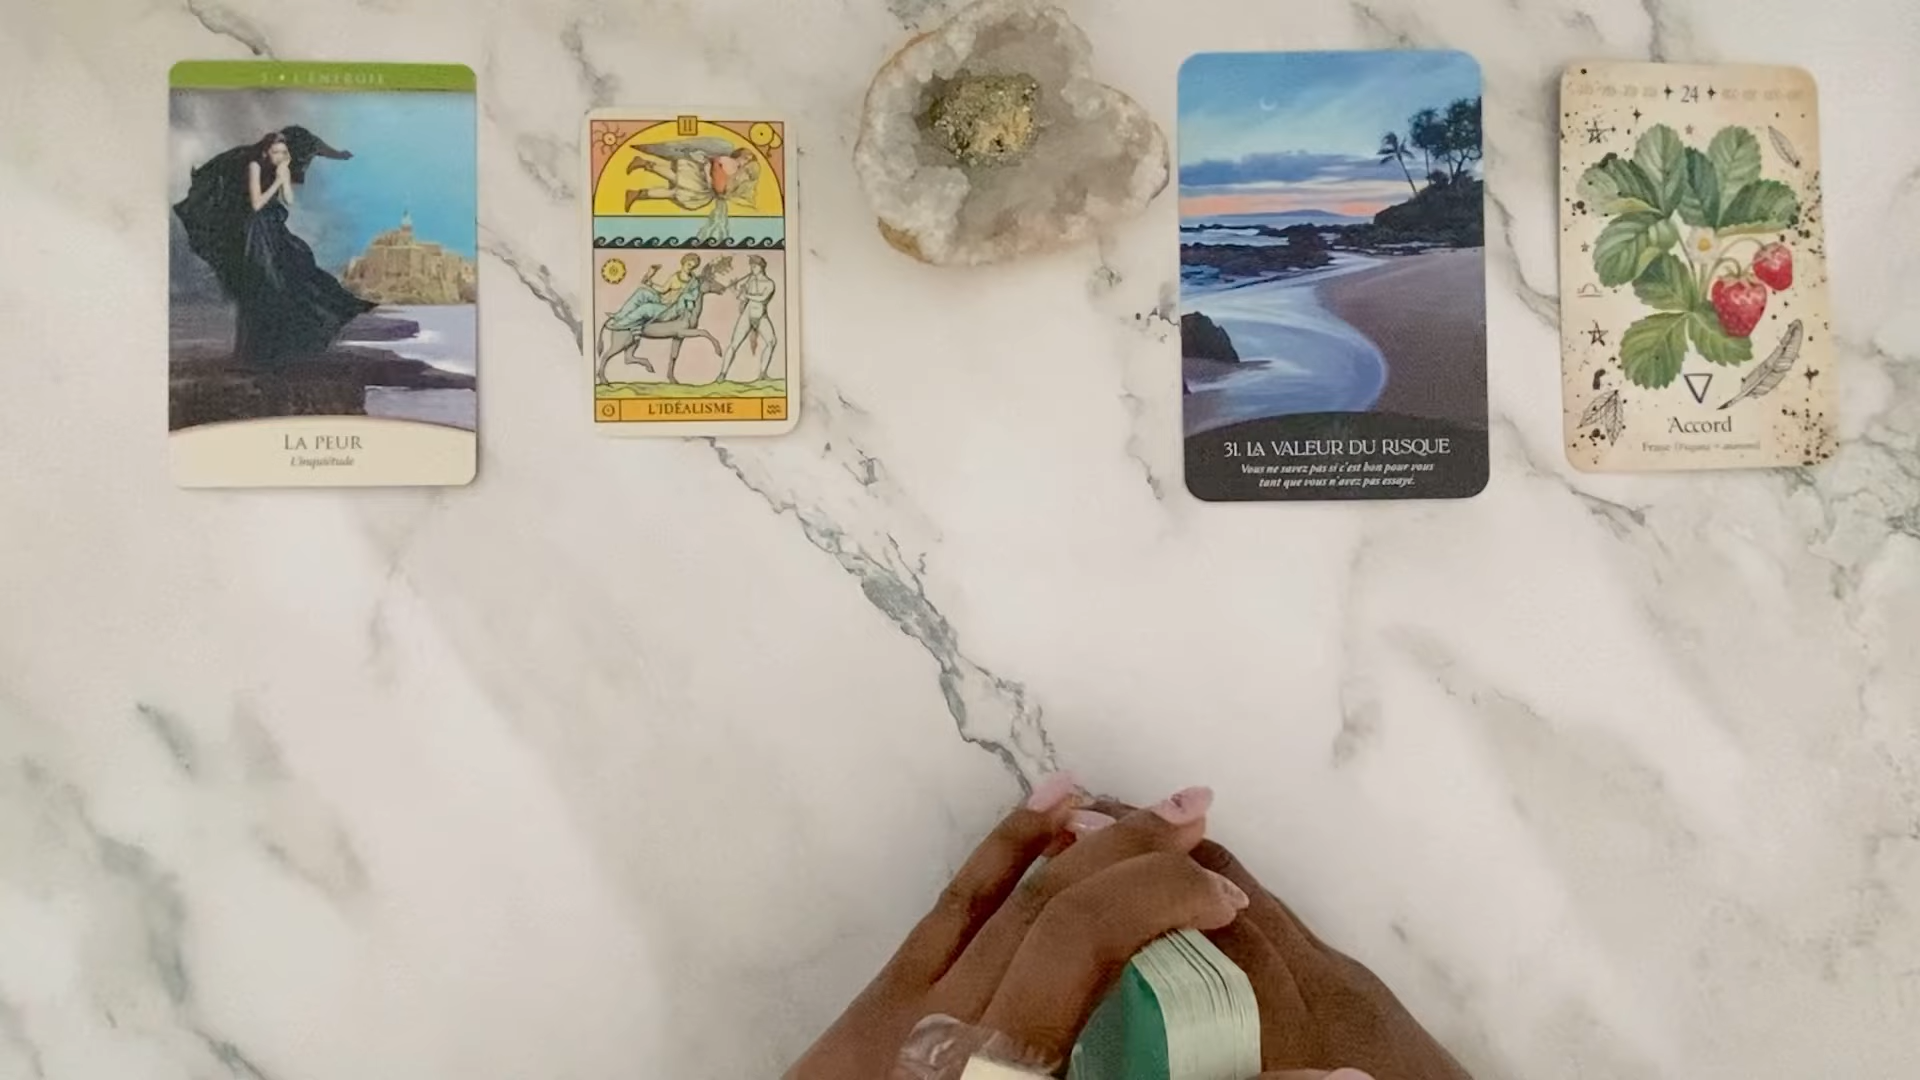 5 • L'ÉNERGIE
LA PEUR
L'inquiétude
II
L'IDÉALISME
31. LA VALEUR DU RISQUE
Vous ne savez pas si c'est bon pour vous
tant que vous n'avez pas essayé.
24
Accord